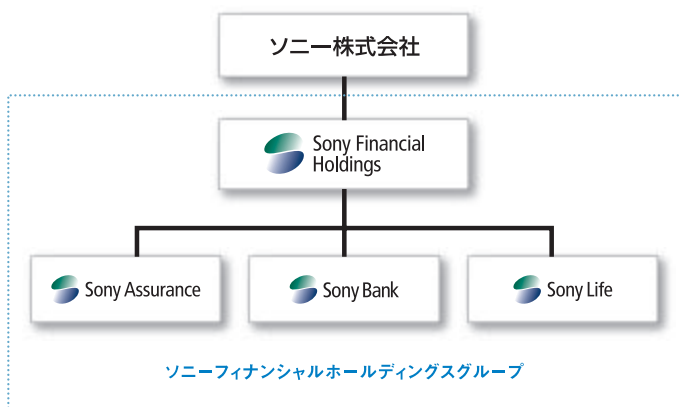 ソニー株式会社
Sony Financial
Holdings
Sony Assurance
Sony Bank
Sony Life
ソニーフィナンシャルホールディングスグループ